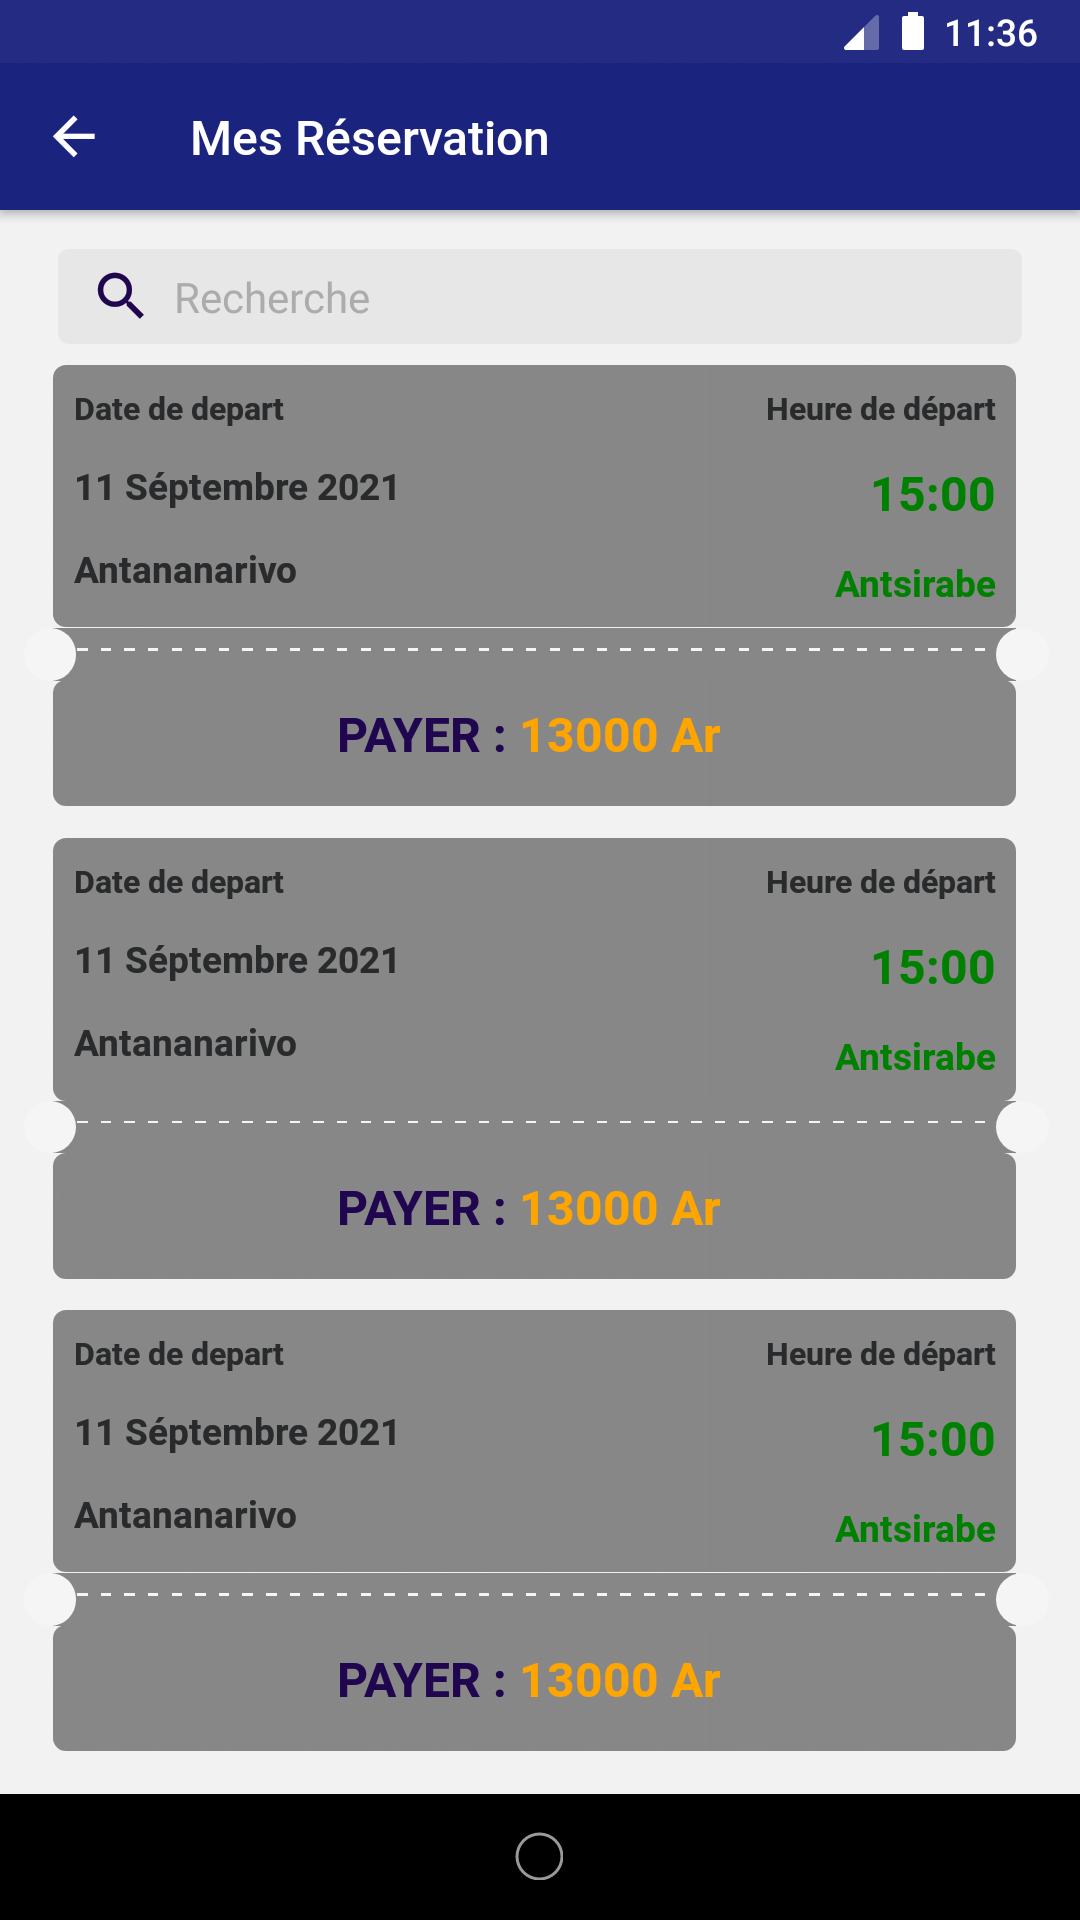 11:36
Mes Réservation
Recherche
Date de depart Heure de départ
11 Séptembre 2021 15:00
Antananarivo Antsirabe
PAYER : 13000 Ar
Date de depart Heure de départ
11 Séptembre 2021 15:00
Antananarivo Antsirabe
PAYER : 13000 Ar
Date de depart Heure de départ
11 Séptembre 2021 15:00
Antananarivo Antsirabe
PAYER : 13000 Ar